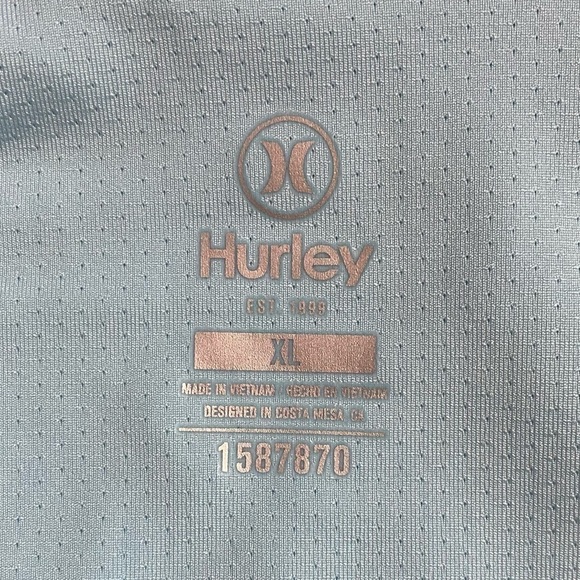 Hurley
EST. 1999
XL
MADE IN VIETNAM HECHO EN VIETNAM
DESIGNED IN COSTA MESA, CA
1587870